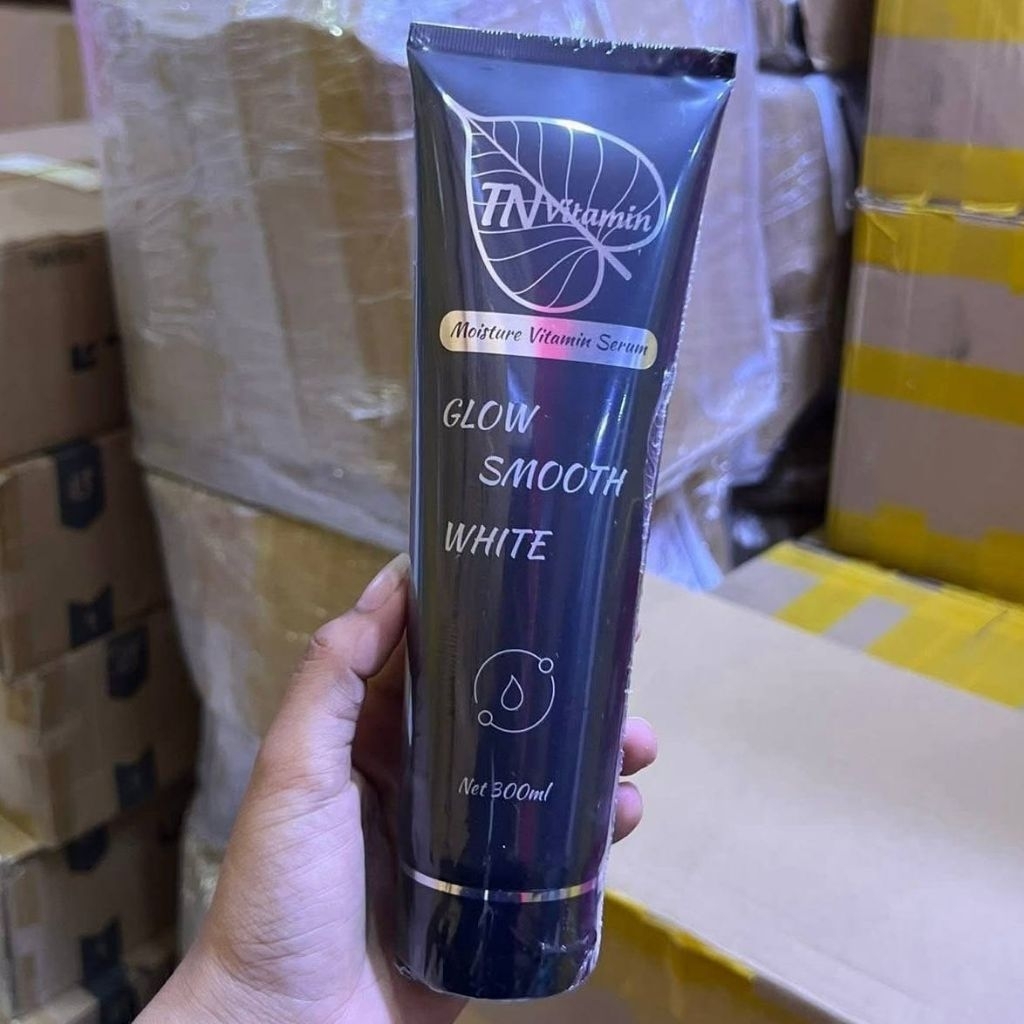 TN Vitamin
Moisture Vitamin Serum
GLOW
SMOOTH
WHITE
Net 300ml